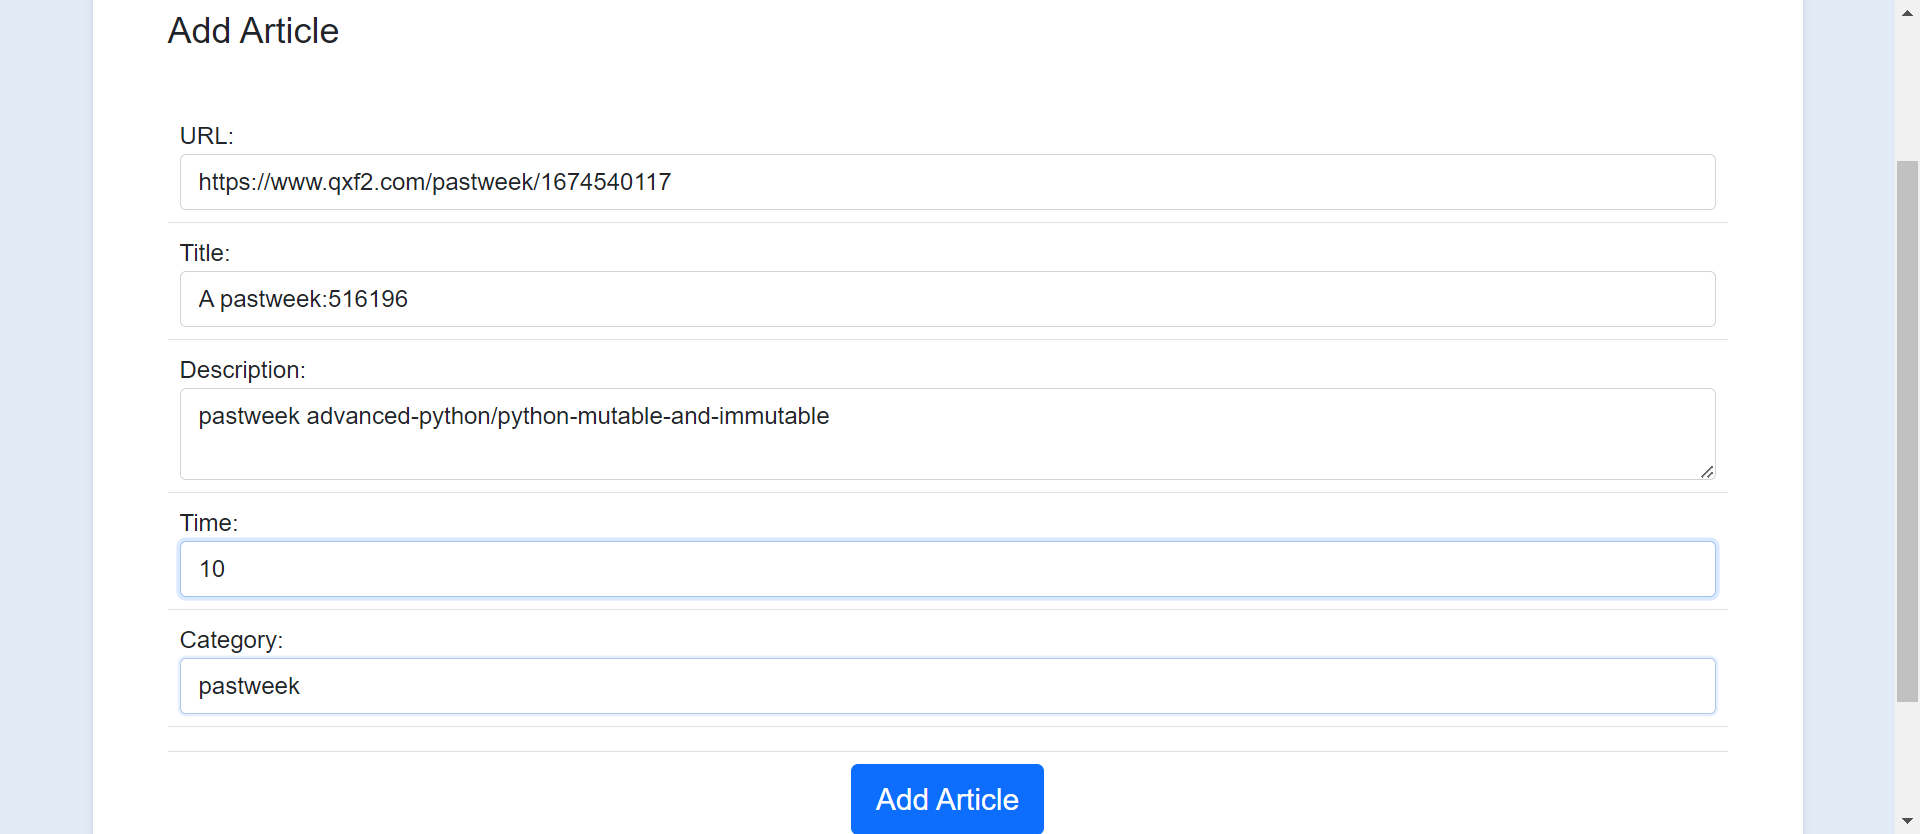 Add Article
URL:
https://www.qxf2.com/pastweek/1674540117
Title:
A pastweek:516196
Description:
pastweek advanced-python/python-mutable-and-immutable
Time:
10
Category:
pastweek
Add Article